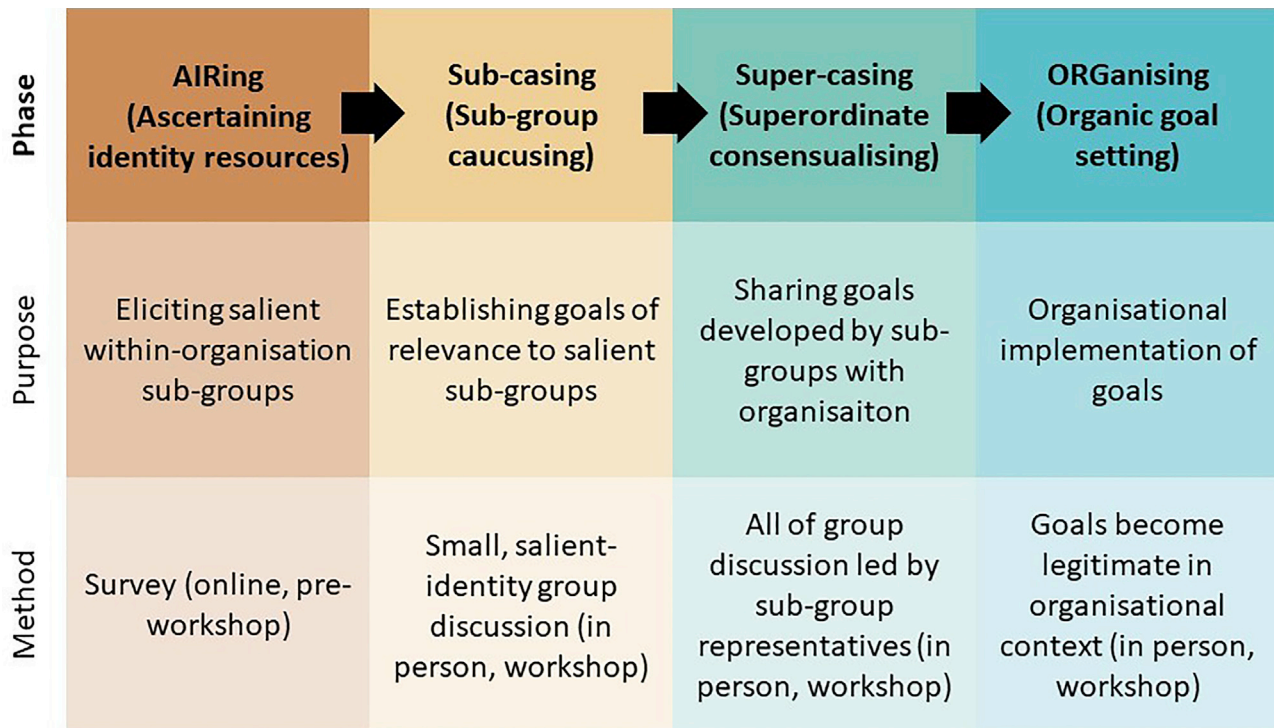 Phase
AIRing
(Ascertaining
identity resources)
Sub-casing
(Sub-group
caucusing)
Super-casing
(Superordinate
consensualising)
ORGanising
(Organic goal
setting)
Purpose
Eliciting salient
within-organisation
sub-groups
Establishing goals of
relevance to salient
sub-groups
Sharing goals
developed by sub-
groups with
organisaiton
Organisational
implementation of
goals
Method
Survey (online, pre-
workshop)
Small, salient-
identity group
discussion (in
person, workshop)
All of group
discussion led by
sub-group
representatives (in
person, workshop)
Goals become
legitimate in
organisational
context (in person,
workshop)